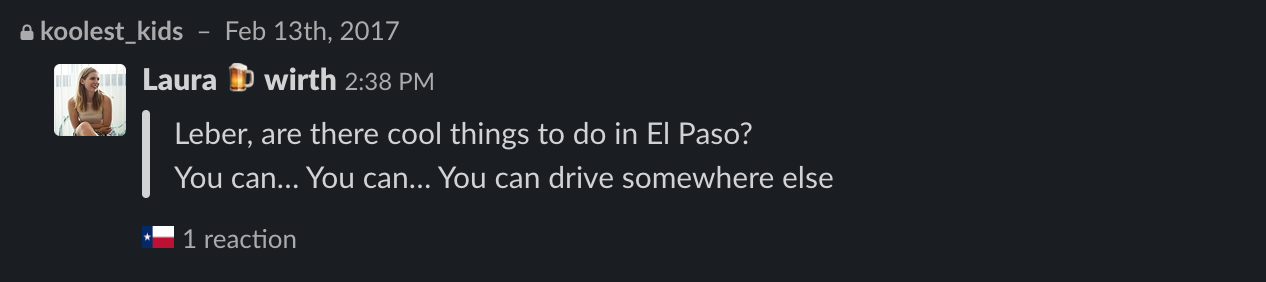 koolest_kids – Feb 13th, 2017
Laura 🍺 wirth 2:38 PM
Leber, are there cool things to do in El Paso?
You can... You can... You can drive somewhere else
1 reaction